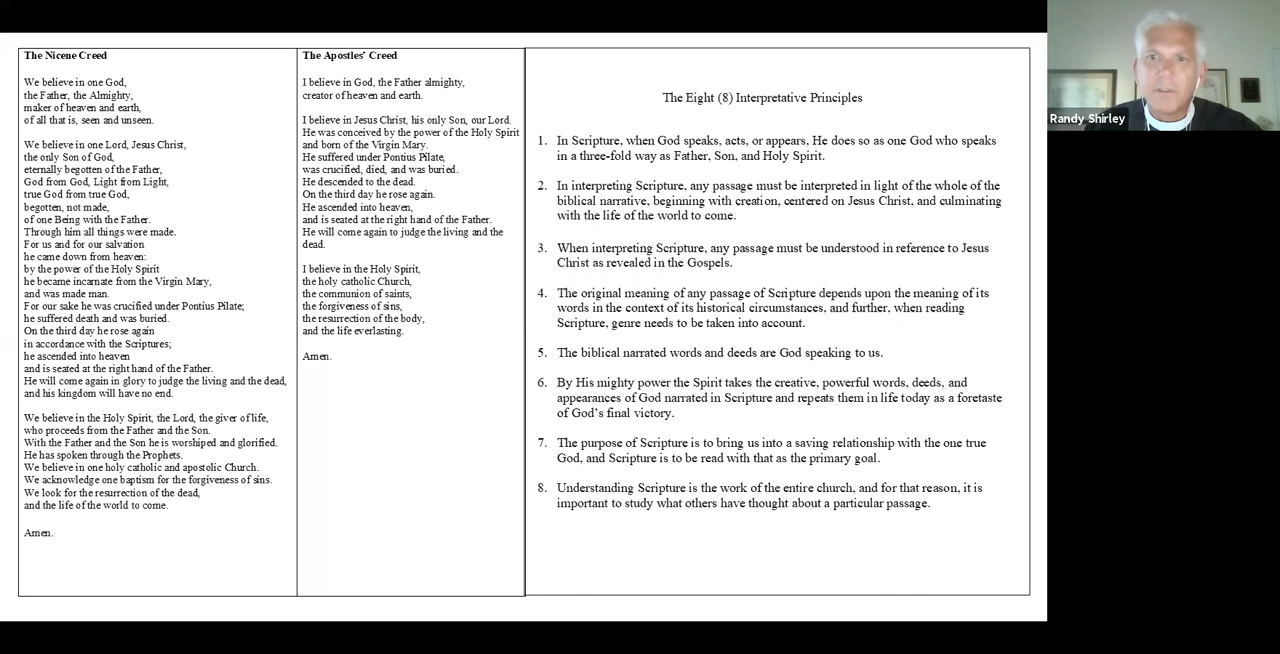 The Nicene Creed
We believe in one God,
the Father, the Almighty,
maker of heaven and earth,
of all that is, seen and unseen.
We believe in one Lord, Jesus Christ,
the only Son of God,
eternally begotten of the Father,
God from God, Light from Light,
true God from true God,
begotten, not made,
of one Being with the Father.
Through him all things were made.
For us and for our salvation
he came down from heaven:
by the power of the Holy Spirit
he became incarnate from the Virgin Mary,
and was made man.
For our sake he was crucified under Pontius Pilate;
he suffered death and was buried.
On the third day he rose again
in accordance with the Scriptures;
he ascended into heaven
and is seated at the right hand of the Father.
He will come again in glory to judge the living and the dead,
and his kingdom will have no end.
We believe in the Holy Spirit, the Lord, the giver of life,
who proceeds from the Father and the Son.
With the Father and the Son he is worshiped and glorified.
He has spoken through the Prophets.
We believe in one holy catholic and apostolic Church.
We acknowledge one baptism for the forgiveness of sins.
We look for the resurrection of the dead,
and the life of the world to come.
Amen.
The Apostles' Creed
I believe in God, the Father almighty,
creator of heaven and earth.
I believe in Jesus Christ, his only Son, our Lord.
He was conceived by the power of the Holy Spirit
and born of the Virgin Mary.
He suffered under Pontius Pilate,
was crucified, died, and was buried.
He descended to the dead.
On the third day he rose again.
He ascended into heaven,
and is seated at the right hand of the Father.
He will come again to judge the living and the
dead.
I believe in the Holy Spirit,
the holy catholic Church,
the communion of saints,
the forgiveness of sins,
the resurrection of the body,
and the life everlasting.
Amen.
The Eight (8) Interpretative Principles
1. In Scripture, when God speaks, acts, or appears, He does so as one God who speaks
in a three-fold way as Father, Son, and Holy Spirit.
2. In interpreting Scripture, any passage must be interpreted in light of the whole of the
biblical narrative, beginning with creation, centered on Jesus Christ, and culminating
with the life of the world to come.
3. When interpreting Scripture, any passage must be understood in reference to Jesus
Christ as revealed in the Gospels.
4. The original meaning of any passage of Scripture depends upon the meaning of its
words in the context of its historical circumstances, and further, when reading
Scripture, genre needs to be taken into account.
5. The biblical narrated words and deeds are God speaking to us.
6. By His mighty power the Spirit takes the creative, powerful words, deeds, and
appearances of God narrated in Scripture and repeats them in life today as a foretaste
of God's final victory.
7. The purpose of Scripture is to bring us into a saving relationship with the one true
God, and Scripture is to be read with that as the primary goal.
8. Understanding Scripture is the work of the entire church, and for that reason, it is
important to study what others have thought about a particular passage.
Randy Shirley